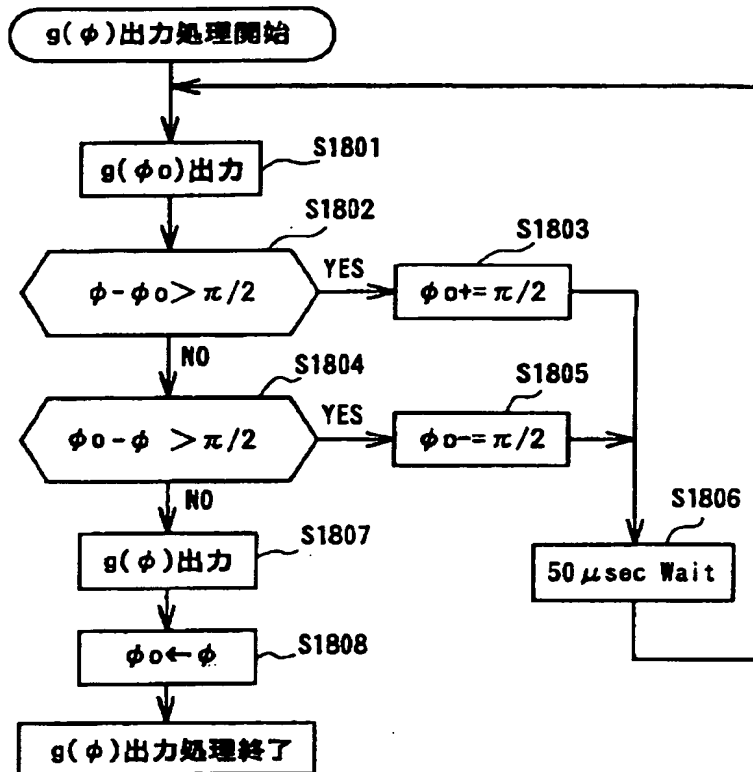 g(φ)出力処理開始
S1801
g(φo)出力
S1802
φ-φo>π/2
YES
S1803
φo+=π/2
NO
S1804
φo-φ >π/2
YES
S1805
φo-=π/2
NO
S1806
50μsec Wait
S1807
g(φ)出力
S1808
φo←φ
g(φ)出力処理終了